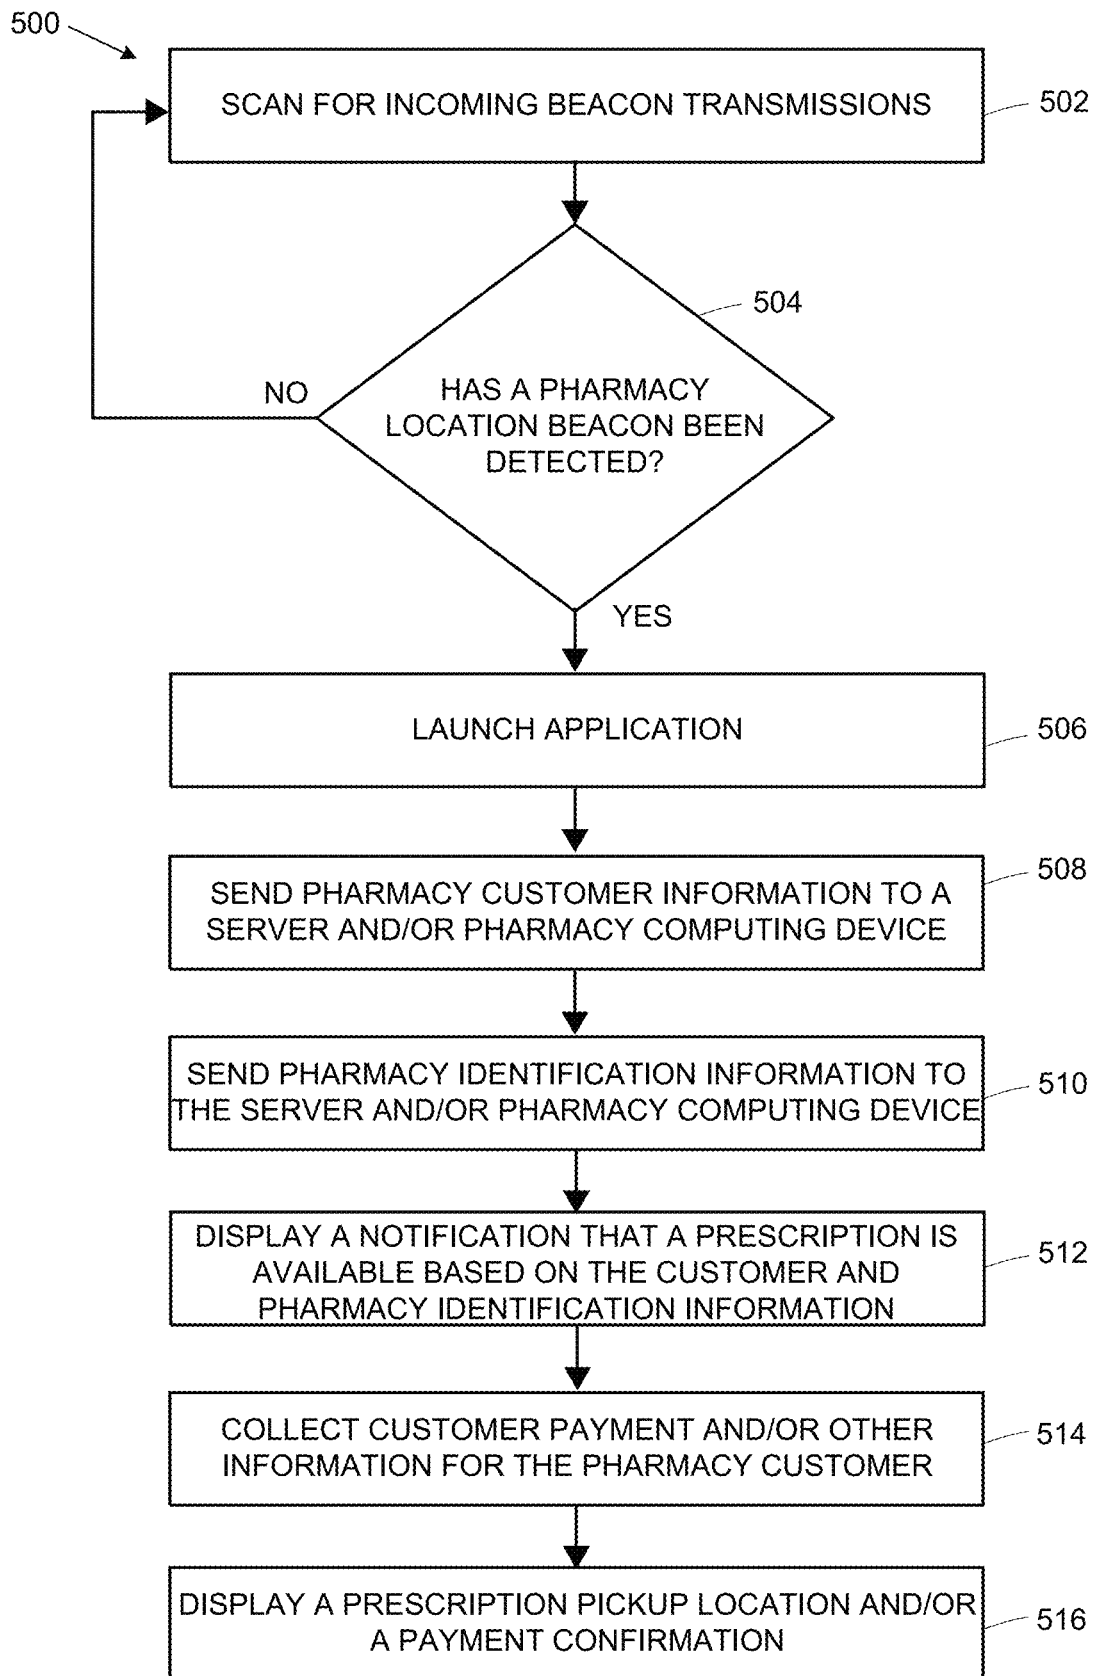 500
SCAN FOR INCOMING BEACON TRANSMISSIONS
502
504
HAS A PHARMACY
LOCATION BEACON BEEN
DETECTED?
NO
YES
LAUNCH APPLICATION
506
SEND PHARMACY CUSTOMER INFORMATION TO A
SERVER AND/OR PHARMACY COMPUTING DEVICE
508
SEND PHARMACY IDENTIFICATION INFORMATION TO
THE SERVER AND/OR PHARMACY COMPUTING DEVICE
510
DISPLAY A NOTIFICATION THAT A PRESCRIPTION IS
AVAILABLE BASED ON THE CUSTOMER AND
PHARMACY IDENTIFICATION INFORMATION
512
COLLECT CUSTOMER PAYMENT AND/OR OTHER
INFORMATION FOR THE PHARMACY CUSTOMER
514
DISPLAY A PRESCRIPTION PICKUP LOCATION AND/OR
A PAYMENT CONFIRMATION
516